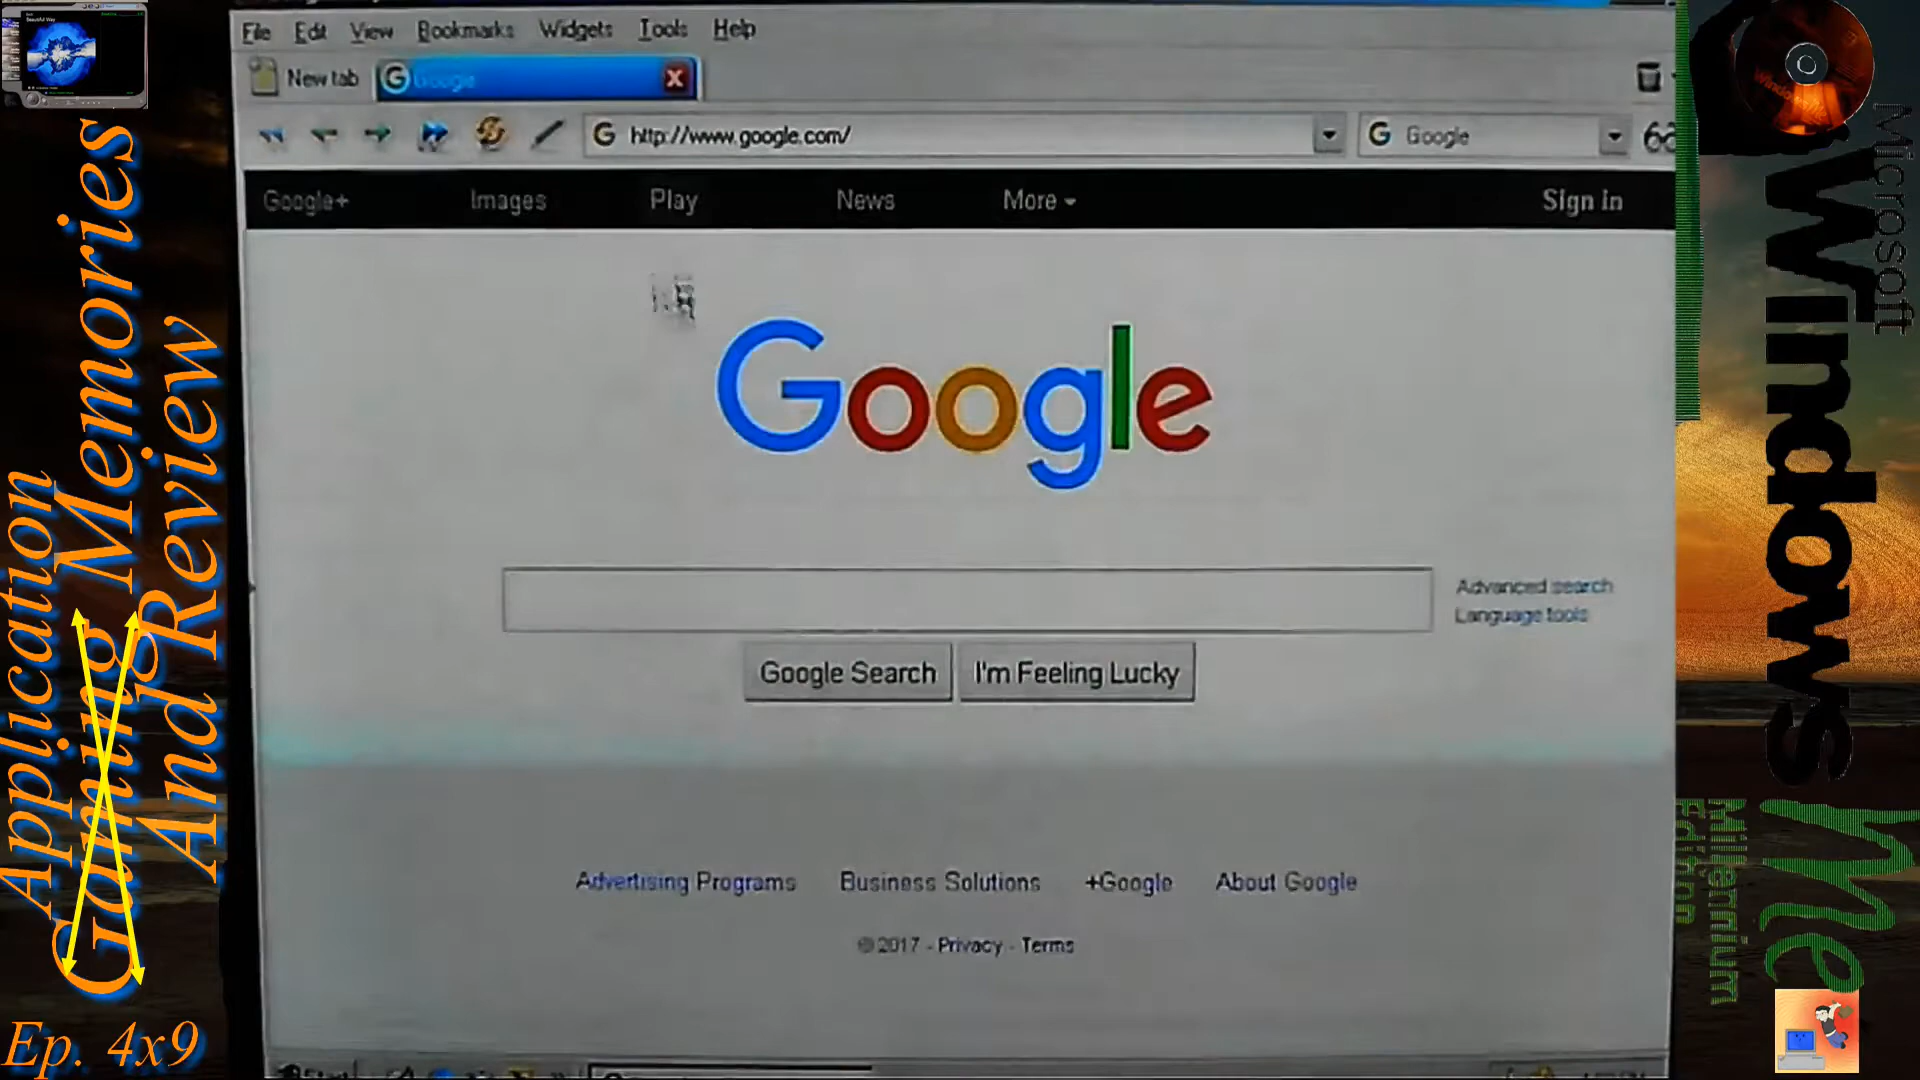 File Edit View Bookmarks Widgets Tools Help
New tab Google
http://www.google.com/ Google
Google+ Images Play News More Sign in
Google
Advanced search
Language tools
Google Search I'm Feeling Lucky
Advertising Programs Business Solutions +Google About Google
© 2017 - Privacy - Terms
Start
Application
Gaming Memories
And Review
Ep. 4x9
Microsoft
Windows
Me
Millennium
Edition